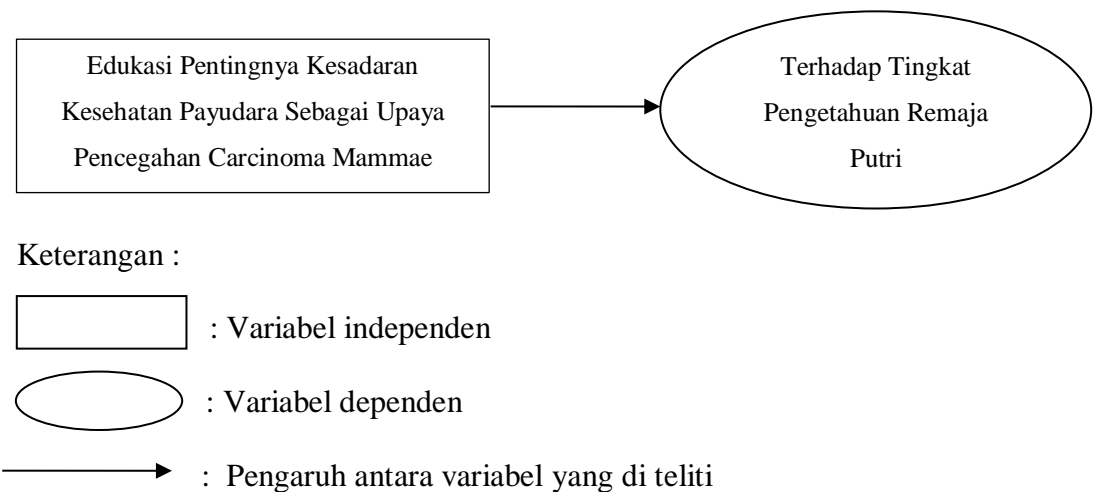 Edukasi Pentingnya Kesadaran
Kesehatan Payudara Sebagai Upaya
Pencegahan Carcinoma Mammae
Terhadap Tingkat
Pengetahuan Remaja
Putri
Keterangan :
: Variabel independen
: Variabel dependen
: Pengaruh antara variabel yang di teliti